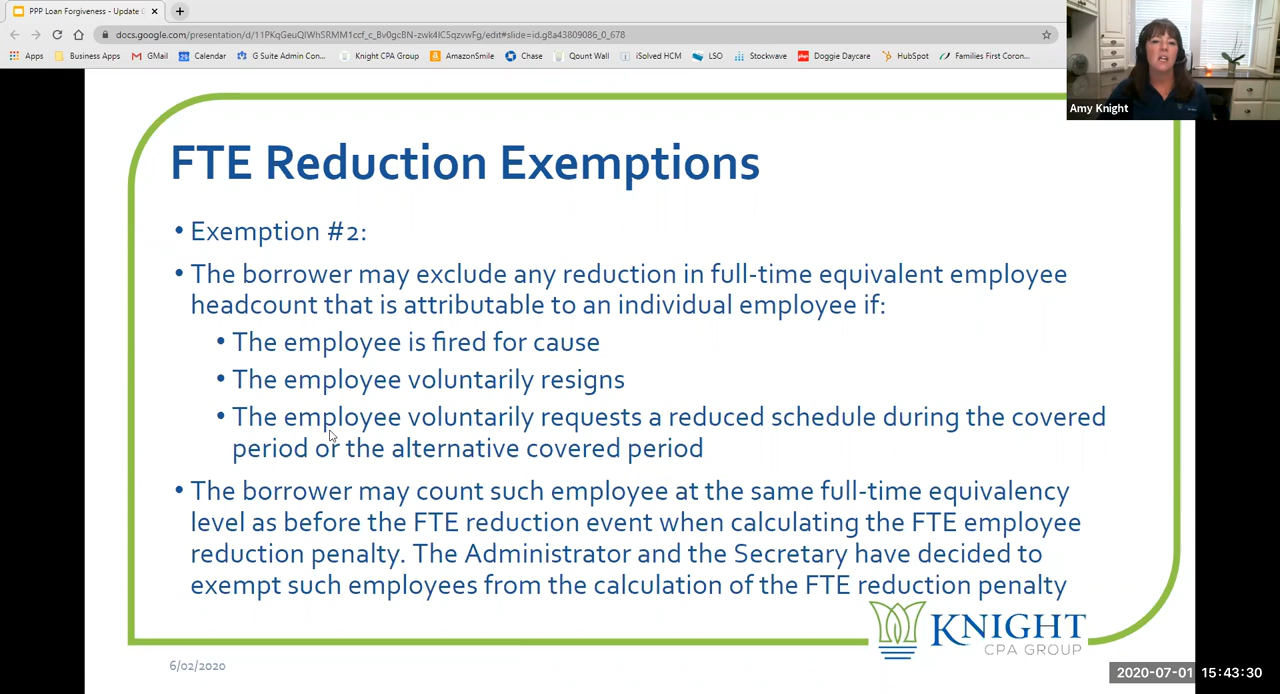 PPP Loan Forgiveness - Update
docs.google.com/presentation/d/11PKqGeuQIWhSRMM1ccf_c_Bv0gcBN-zwk4IC5qzvwFg/edit#slide=id.g8a43809086_0_678
Apps Business Apps GMail Calendar G Suite Admin Con... Knight CPA Group AmazonSmile Chase Qount Wall iSolved HCM LSO Stockwave Doggie Daycare HubSpot Families First Coron...
Amy Knight
FTE Reduction Exemptions
• Exemption #2:
• The borrower may exclude any reduction in full-time equivalent employee
headcount that is attributable to an individual employee if:
• The employee is fired for cause
• The employee voluntarily resigns
• The employee voluntarily requests a reduced schedule during the covered
period or the alternative covered period
• The borrower may count such employee at the same full-time equivalency
level as before the FTE reduction event when calculating the FTE employee
reduction penalty. The Administrator and the Secretary have decided to
exempt such employees from the calculation of the FTE reduction penalty
KNIGHT
CPA GROUP
6/02/2020
2020-07-01 15:43:30